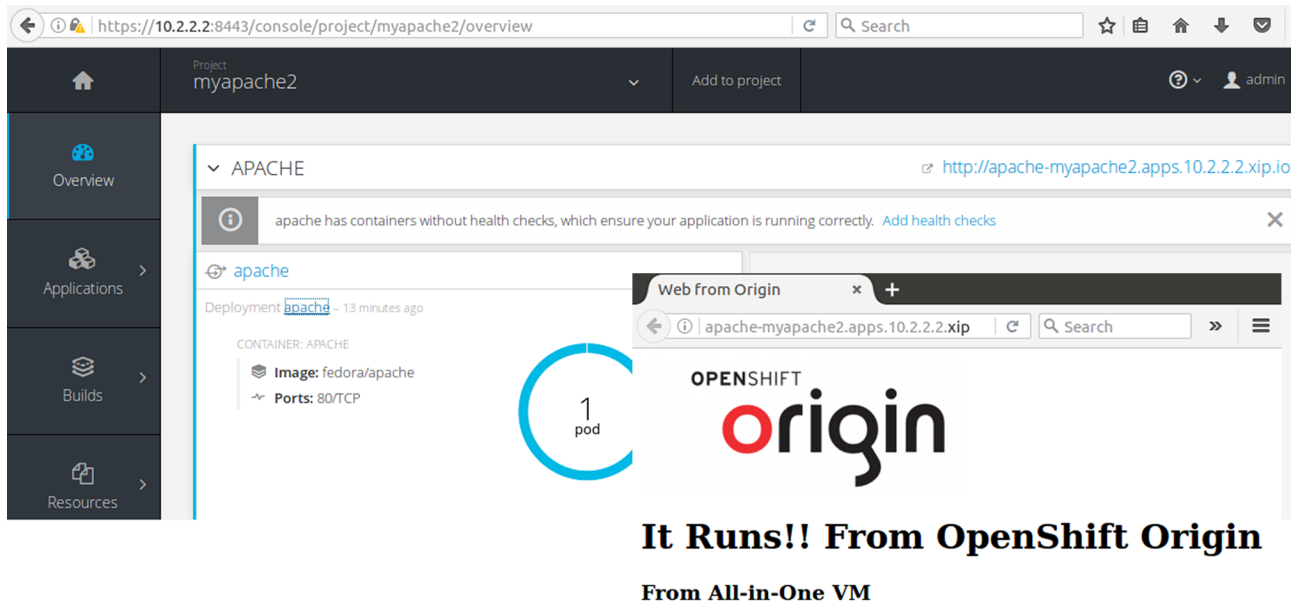 https://10.2.2.2:8443/console/project/myapache2/overview
Search
Project
myapache2
Add to project
admin
Overview
Applications
Builds
Resources
APACHE
http://apache-myapache2.apps.10.2.2.2.xip.io
apache has containers without health checks, which ensure your application is running correctly. Add health checks
apache
Deployment apache – 13 minutes ago
CONTAINER: APACHE
Image: fedora/apache
Ports: 80/TCP
1
pod
Web from Origin
apache-myapache2.apps.10.2.2.2.xip
Search
OPENSHIFT
origin
It Runs!! From OpenShift Origin
From All-in-One VM